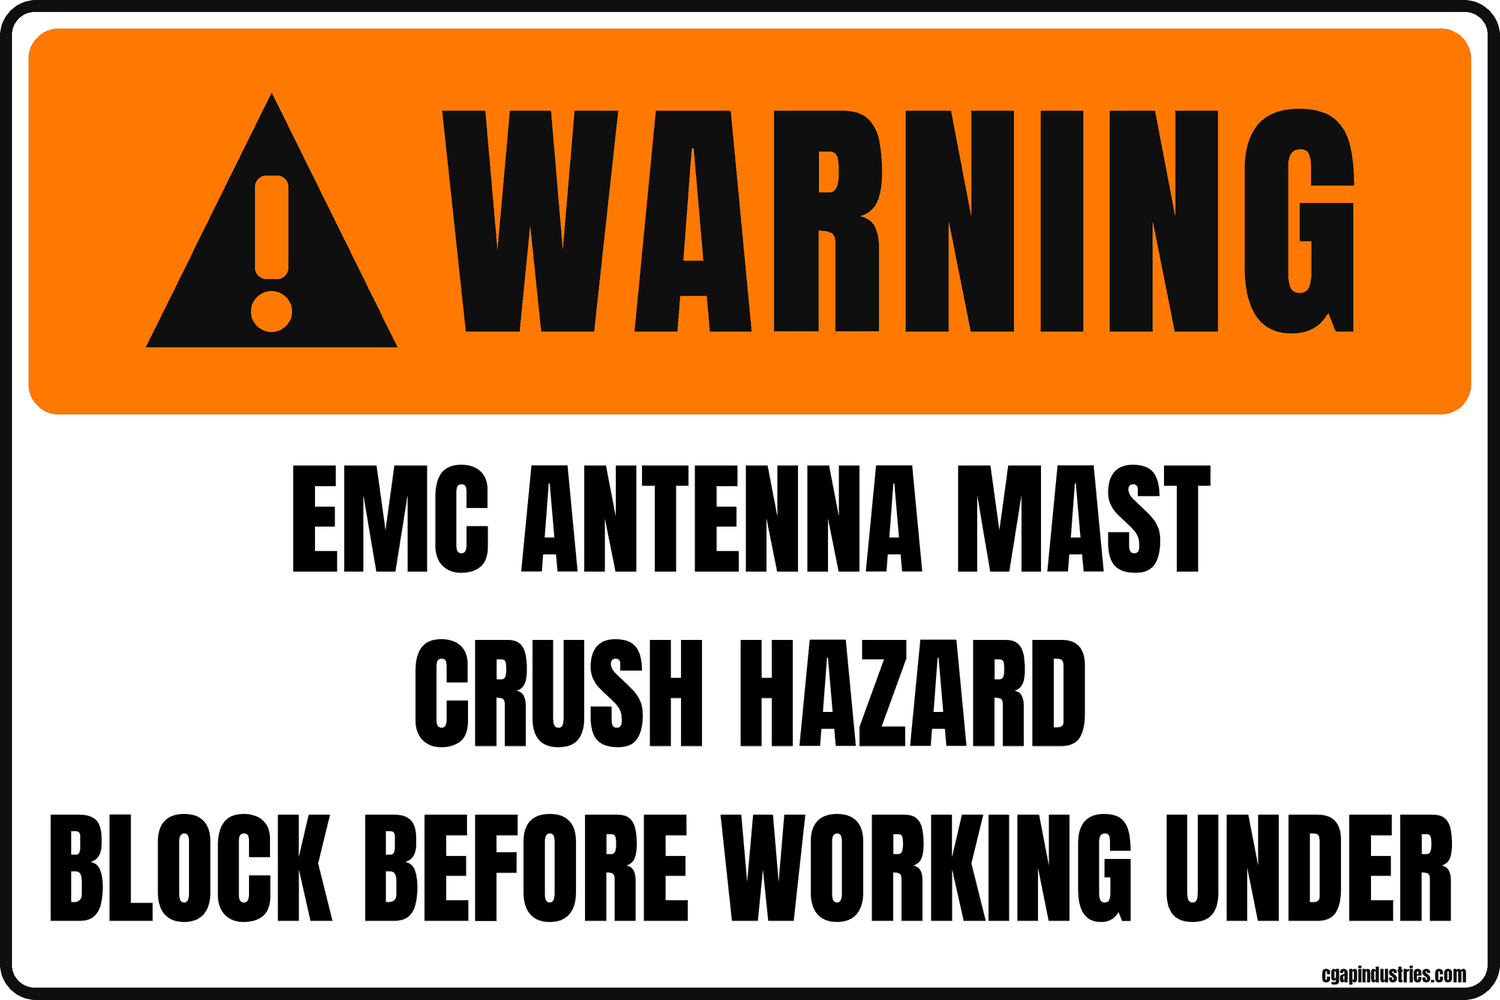 WARNING
EMC ANTENNA MAST
CRUSH HAZARD
BLOCK BEFORE WORKING UNDER
cgapindustries.com